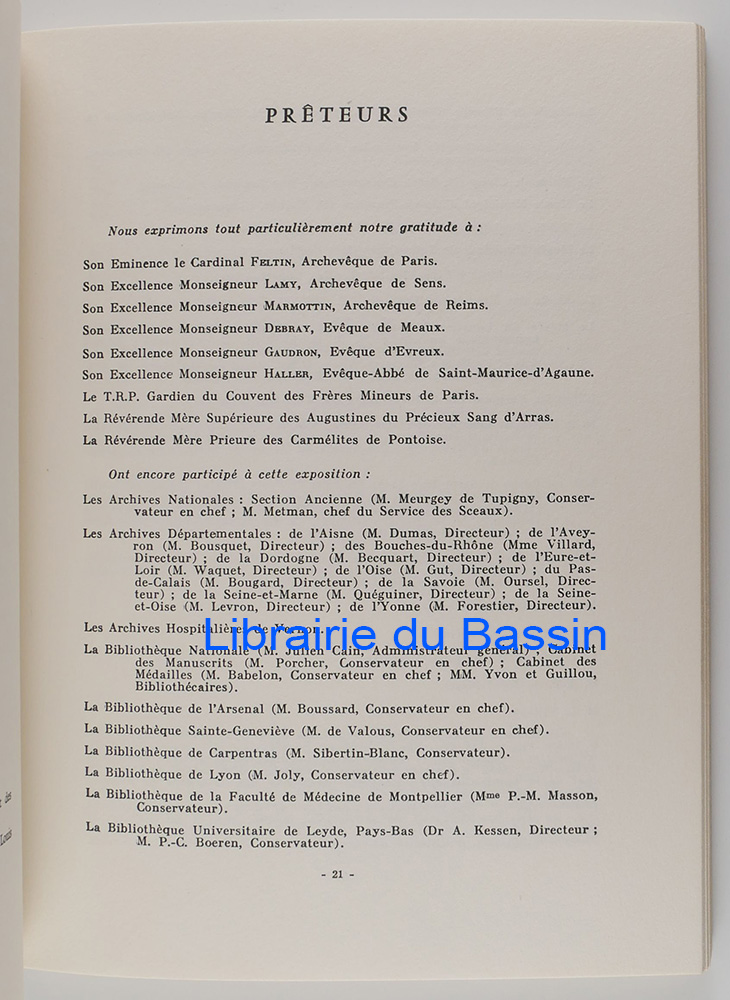 PRÊTEURS
Nous exprimons tout particulièrement notre gratitude à :
Son Eminence le Cardinal FELTIN, Archevêque de Paris.
Son Excellence Monseigneur LAMY, Archevêque de Sens.
Son Excellence Monseigneur MARMOTTIN, Archevêque de Reims.
Son Excellence Monseigneur DEBRAY, Evêque de Meaux.
Son Excellence Monseigneur GAUDRON, Evêque d'Evreux.
Son Excellence Monseigneur HALLER, Evêque-Abbé de Saint-Maurice-d'Agaune.
Le T.R.P. Gardien du Couvent des Frères Mineurs de Paris.
La Révérende Mère Supérieure des Augustines du Précieux Sang d'Arras.
La Révérende Mère Prieure des Carmélites de Pontoise.
Ont encore participé à cette exposition :
Les Archives Nationales : Section Ancienne (M. Meurgey de Tupigny, Conser-
vateur en chef ; M. Metman, chef du Service des Sceaux).
Les Archives Départementales : de l'Aisne (M. Dumas, Directeur) ; de l'Avey-
ron (M. Bousquet, Directeur) ; des Bouches-du-Rhône (Mme Villard,
Directeur) ; de la Dordogne (M. Becquart, Directeur) ; de l'Eure-et-
Loir (M. Waquet, Directeur) ; de l'Oise (M. Gut, Directeur) ; du Pas-
de-Calais (M. Bougard, Directeur) ; de la Savoie (M. Oursel, Direc-
teur) ; de la Seine-et-Marne (M. Quéguiner, Directeur) ; de la Seine-
et-Oise (M. Levron, Directeur) ; de l'Yonne (M. Forestier, Directeur).
Les Archives Hospitalières de Vernon.
Librairie du Bassin
La Bibliothèque Nationale (M. Julien Cain, Administrateur général) ; Cabinet
des Manuscrits (M. Porcher, Conservateur en chef) ; Cabinet des
Médailles (M. Babelon, Conservateur en chef ; MM. Yvon et Guillou,
Bibliothécaires).
La Bibliothèque de l'Arsenal (M. Boussard, Conservateur en chef).
La Bibliothèque Sainte-Geneviève (M. de Valous, Conservateur en chef).
La Bibliothèque de Carpentras (M. Sibertin-Blanc, Conservateur).
La Bibliothèque de Lyon (M. Joly, Conservateur en chef).
La Bibliothèque de la Faculté de Médecine de Montpellier (Mme P.-M. Masson,
Conservateur).
La Bibliothèque Universitaire de Leyde, Pays-Bas (Dr A. Kessen, Directeur ;
M. P.-C. Boeren, Conservateur).
- 21 -
des
Louis